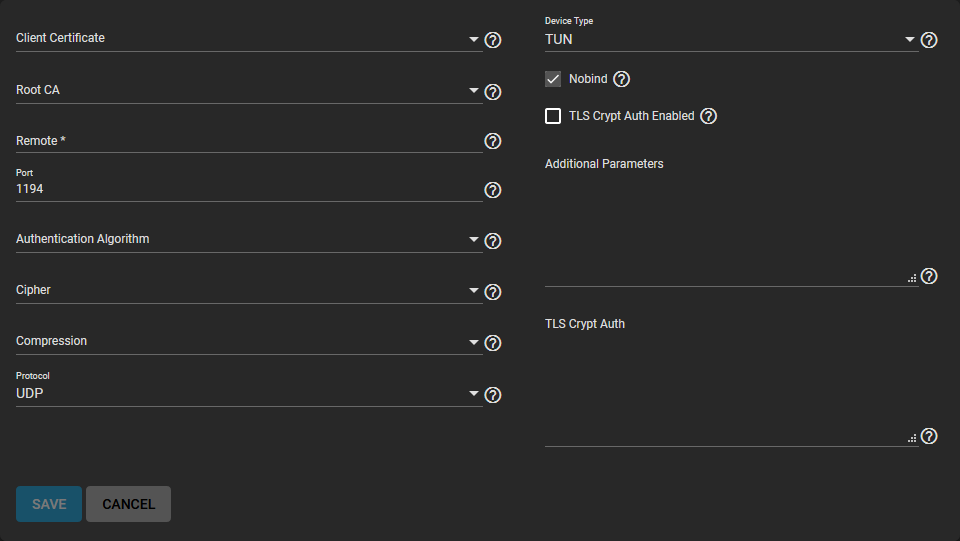 Client Certificate
Root CA
Remote *
Port
1194
Authentication Algorithm
Cipher
Compression
Protocol
UDP
Device Type
TUN
Nobind
TLS Crypt Auth Enabled
Additional Parameters
TLS Crypt Auth
SAVE
CANCEL